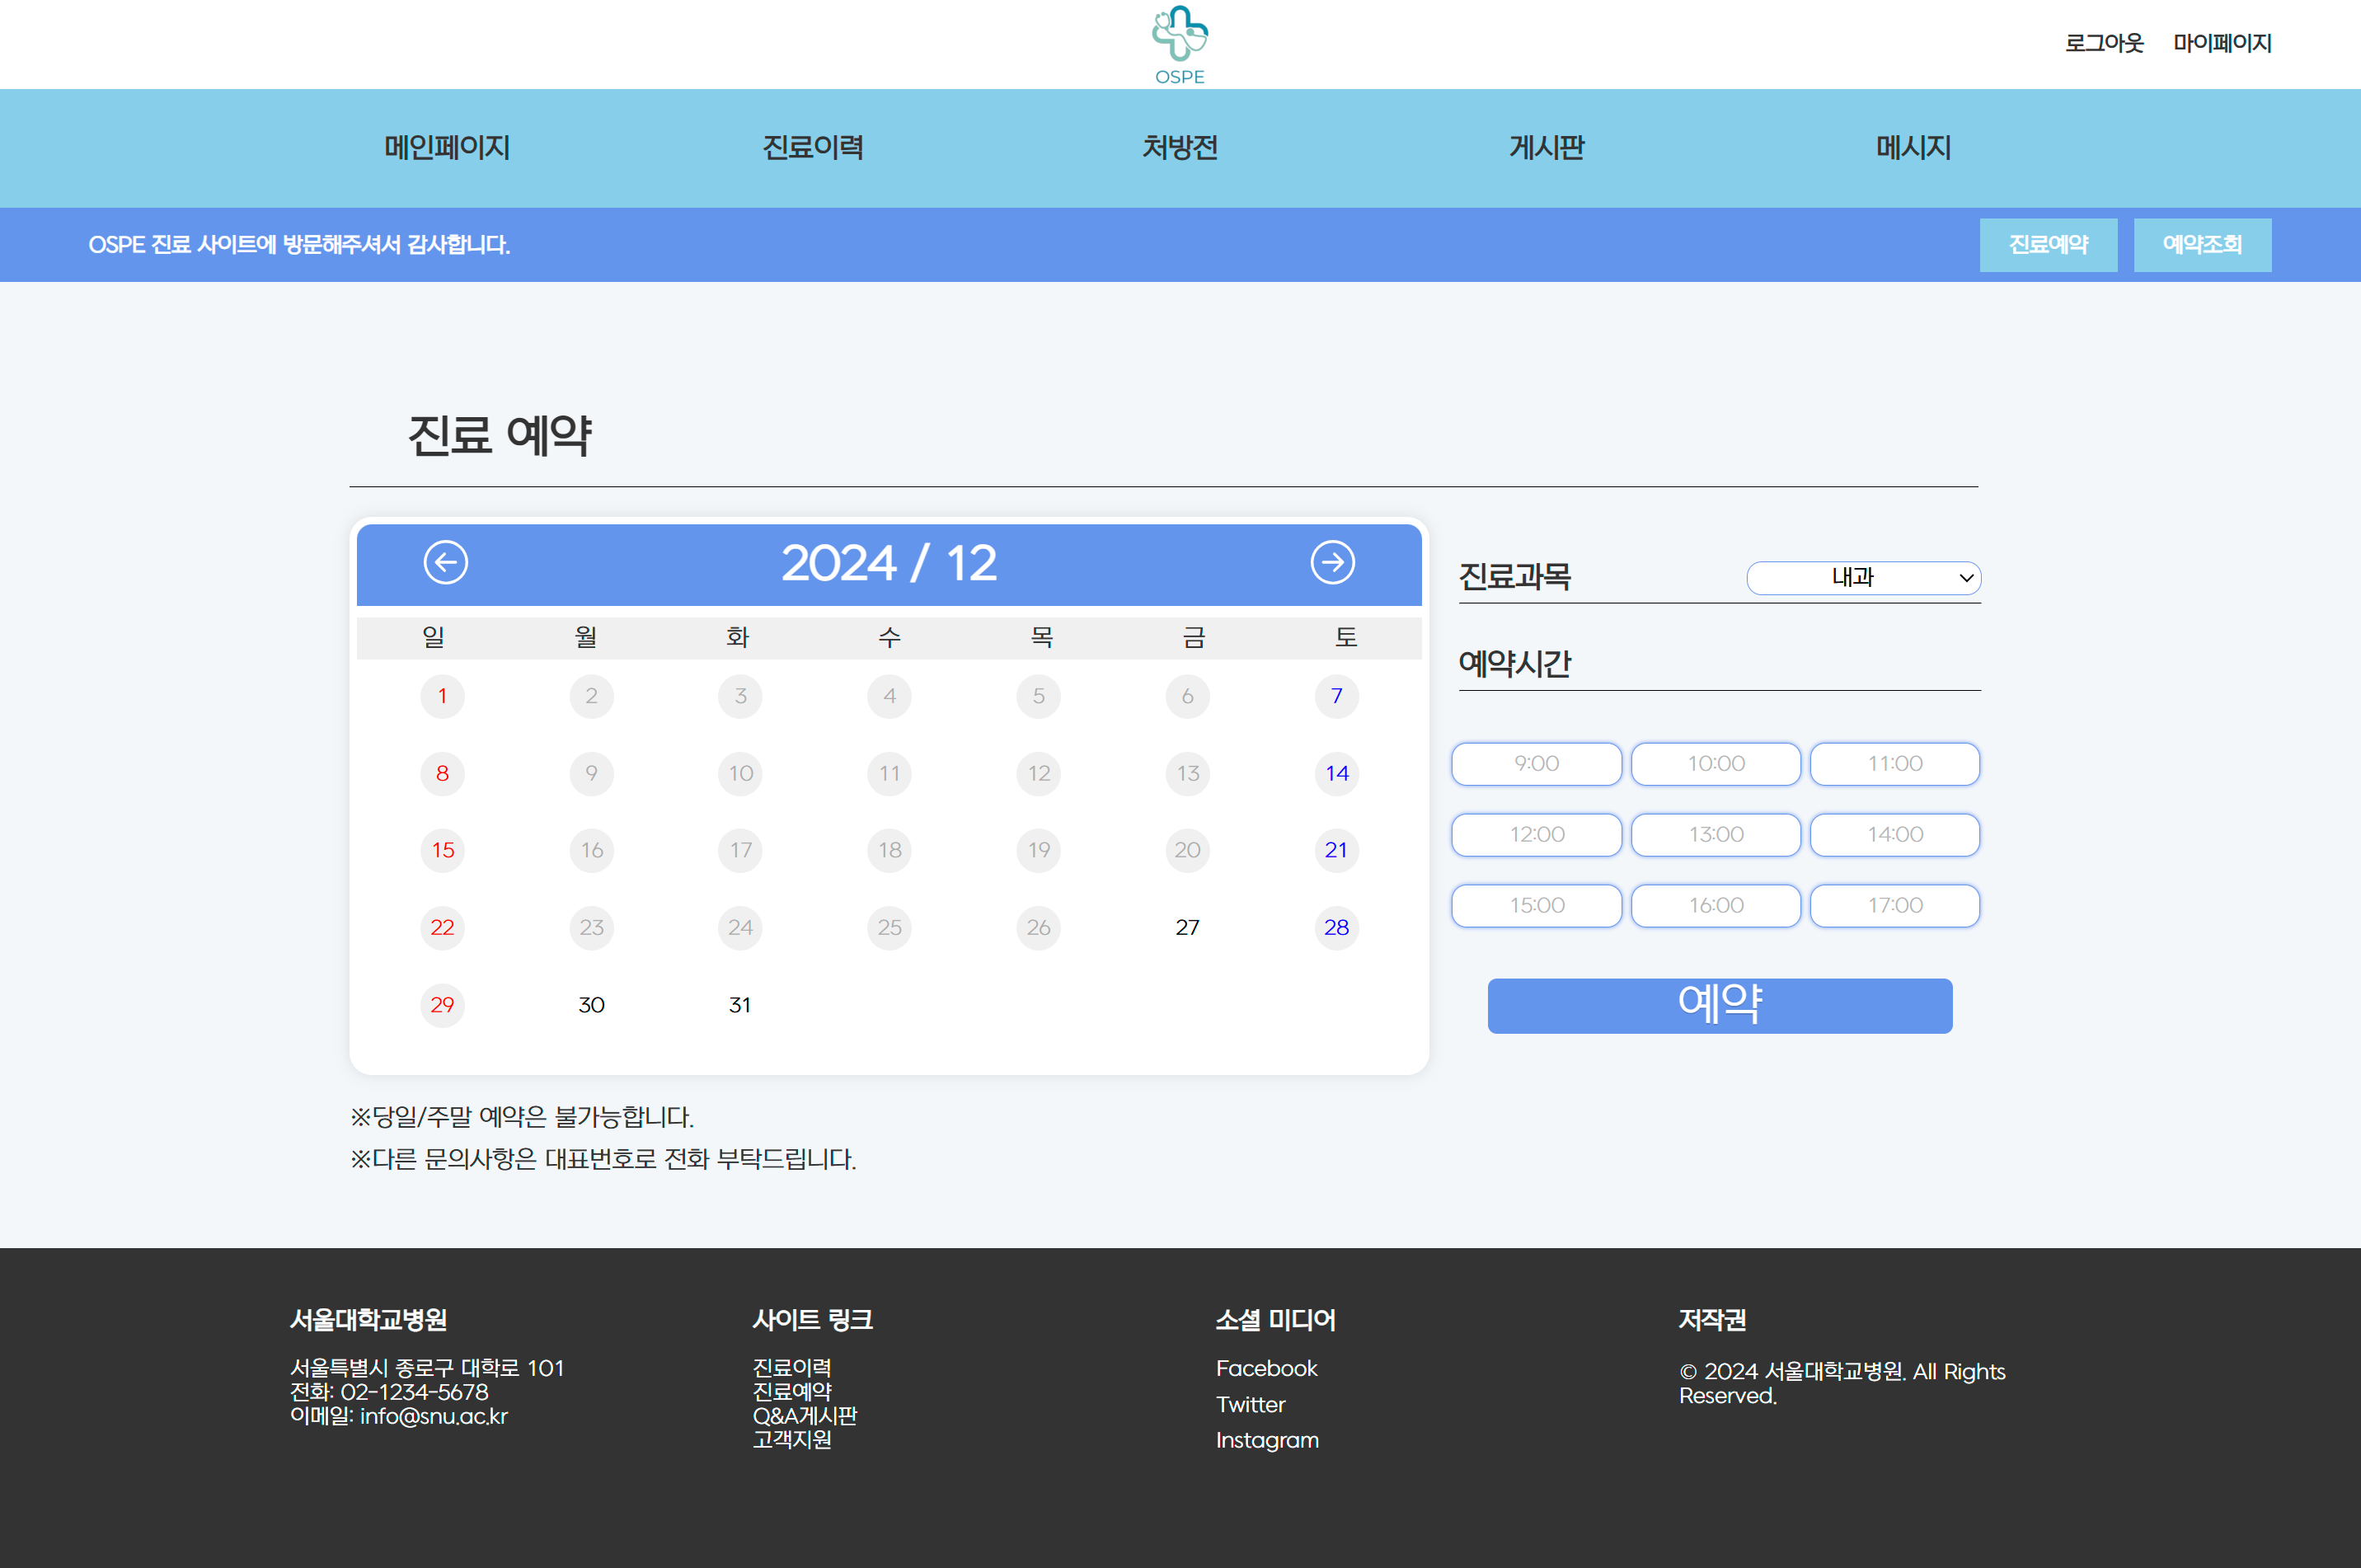 OSPE
로그아웃 마이페이지
메인페이지 진료이력 처방전 게시판 메시지
OSPE 진료 사이트에 방문해주셔서 감사합니다. 진료예약 예약조회
진료 예약
2024 / 12
일 월 화 수 목 금 토
1 2 3 4 5 6 7
8 9 10 11 12 13 14
15 16 17 18 19 20 21
22 23 24 25 26 27 28
29 30 31
진료과목 내과
예약시간
9:00 10:00 11:00
12:00 13:00 14:00
15:00 16:00 17:00
예약
※당일/주말 예약은 불가능합니다.
※다른 문의사항은 대표번호로 전화 부탁드립니다.
서울대학교병원
서울특별시 종로구 대학로 101
전화: 02-1234-5678
이메일: info@snu.ac.kr
사이트 링크
진료이력
진료예약
Q&A게시판
고객지원
소셜 미디어
Facebook
Twitter
Instagram
저작권
© 2024 서울대학교병원. All Rights
Reserved.